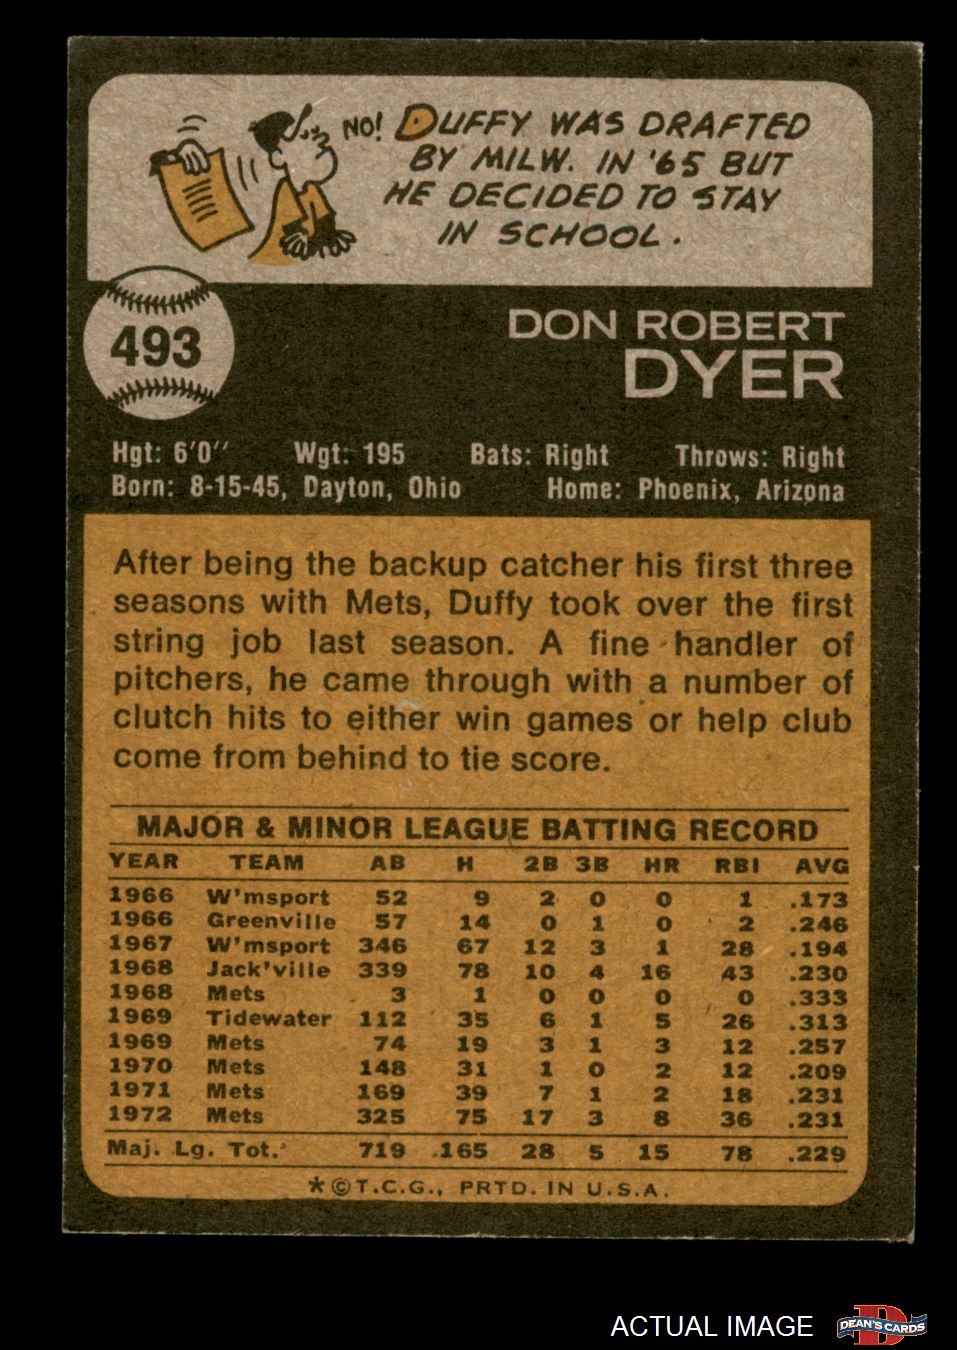 NO! DUFFY WAS DRAFTED
BY MILW. IN '65 BUT
HE DECIDED TO STAY
IN SCHOOL.
493
DON ROBERT
DYER
Hgt: 6'0'' Wgt: 195 Bats: Right Throws: Right
Born: 8-15-45, Dayton, Ohio Home: Phoenix, Arizona
After being the backup catcher his first three
seasons with Mets, Duffy took over the first
string job last season. A fine handler of
pitchers, he came through with a number of
clutch hits to either win games or help club
come from behind to tie score.
MAJOR & MINOR LEAGUE BATTING RECORD
YEAR TEAM AB H 2B 3B HR RBI AVG
1966 W'msport 52 9 2 0 0 1 .173
1966 Greenville 57 14 0 1 0 2 .246
1967 W'msport 346 67 12 3 1 28 .194
1968 Jack'ville 339 78 10 4 16 43 .230
1968 Mets 3 1 0 0 0 0 .333
1969 Tidewater 112 35 6 1 5 26 .313
1969 Mets 74 19 3 1 3 12 .257
1970 Mets 148 31 1 0 2 12 .209
1971 Mets 169 39 7 1 2 18 .231
1972 Mets 325 75 17 3 8 36 .231
Maj. Lg. Tot. 719 165 28 5 15 78 .229
*©T.C.G., PRTD. IN U.S.A.
ACTUAL IMAGE
D
DEAN'S CARDS